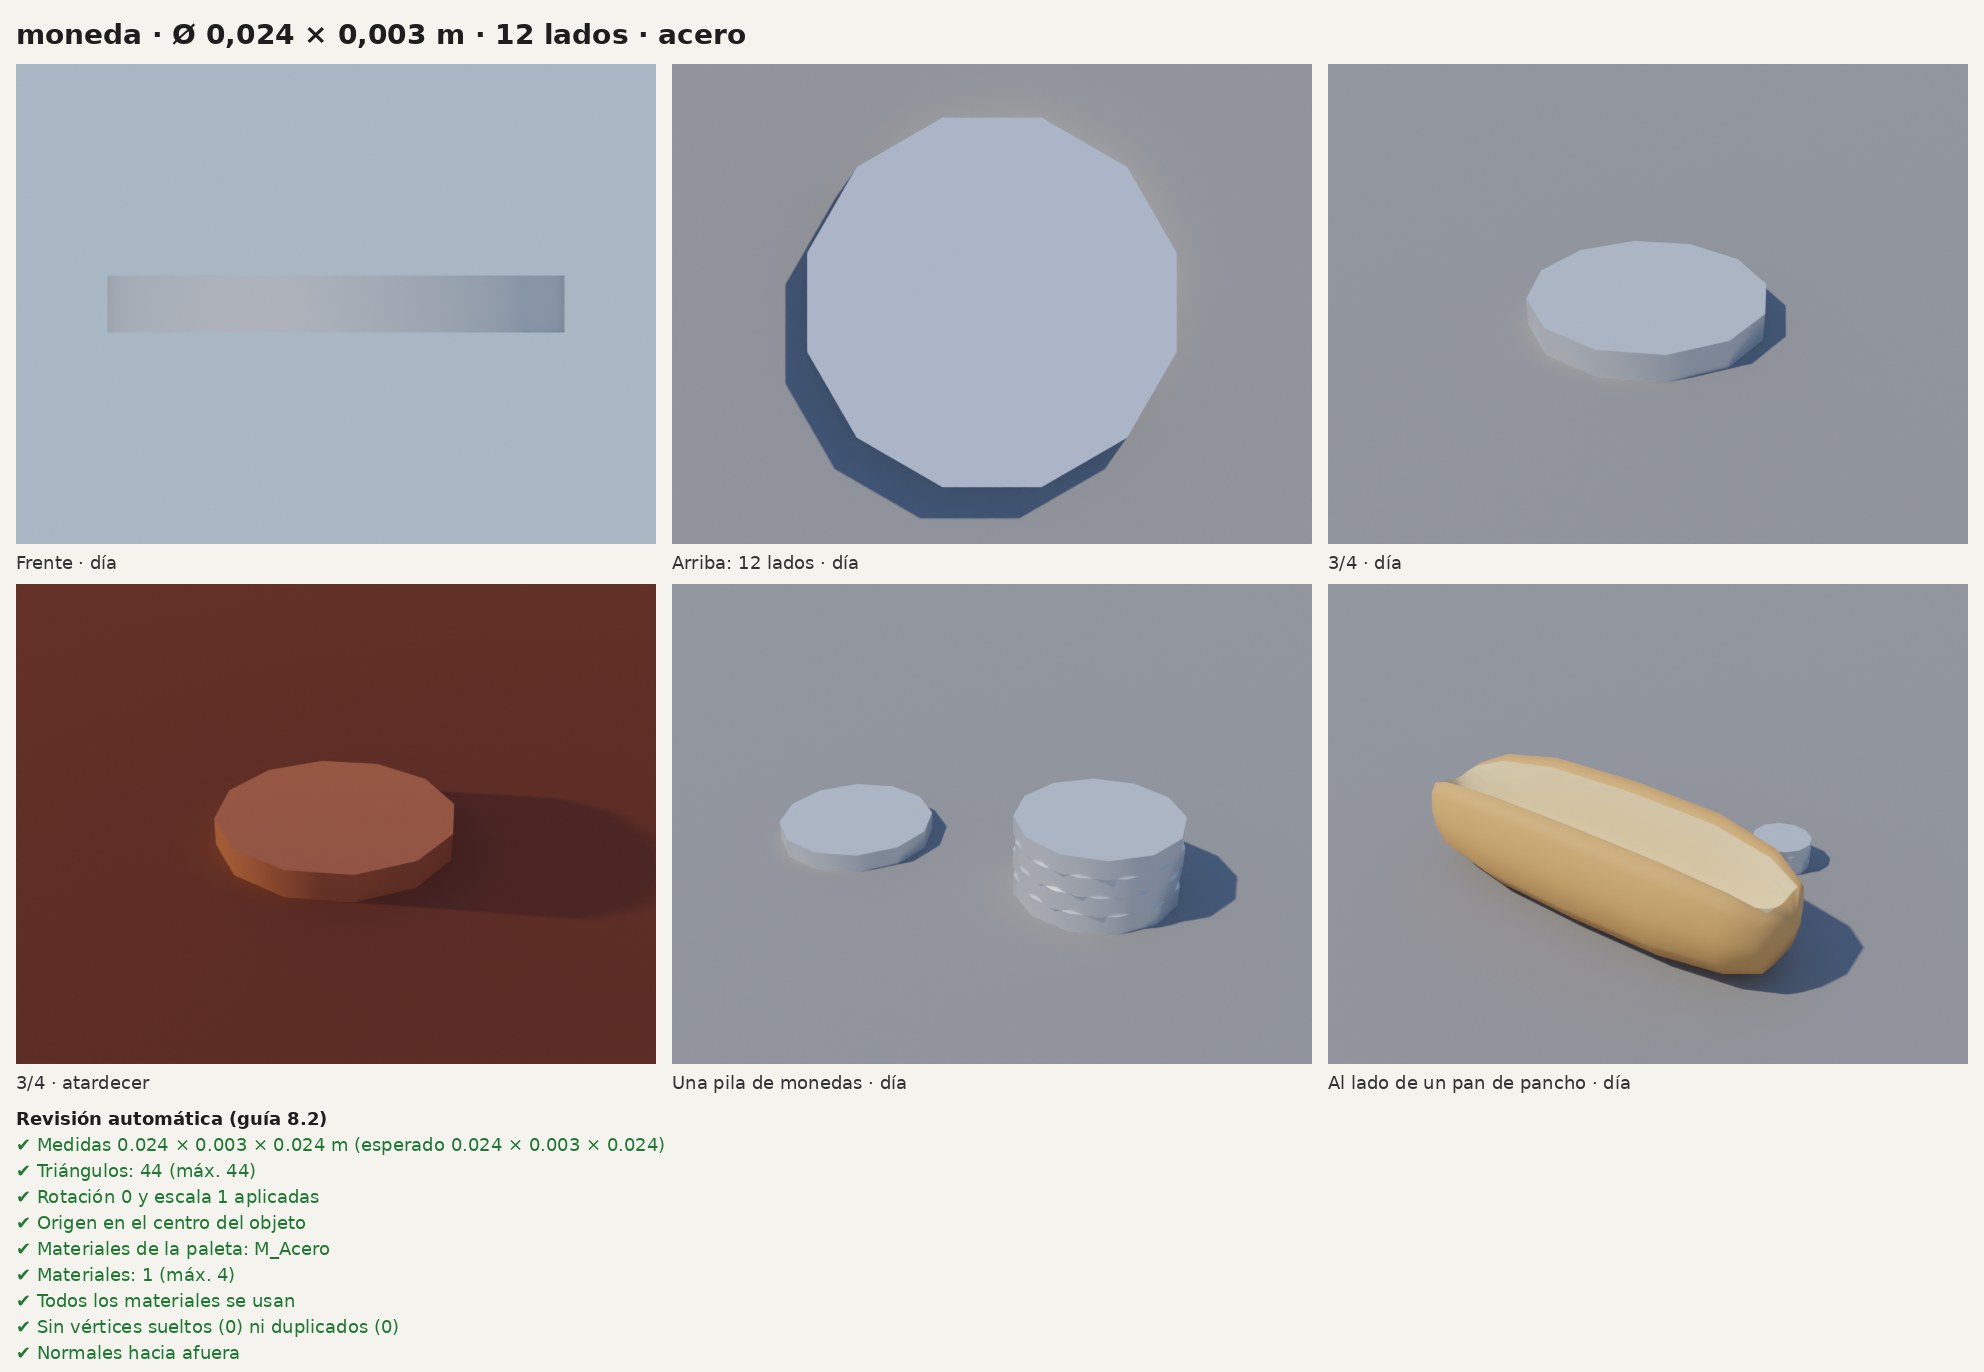 moneda · Ø 0,024 × 0,003 m · 12 lados · acero
Frente · día
Arriba: 12 lados · día
3/4 · día
3/4 · atardecer
Una pila de monedas · día
Al lado de un pan de pancho · día
Revisión automática (guía 8.2)
✔ Medidas 0.024 × 0.003 × 0.024 m (esperado 0.024 × 0.003 × 0.024)
✔ Triángulos: 44 (máx. 44)
✔ Rotación 0 y escala 1 aplicadas
✔ Origen en el centro del objeto
✔ Materiales de la paleta: M_Acero
✔ Materiales: 1 (máx. 4)
✔ Todos los materiales se usan
✔ Sin vértices sueltos (0) ni duplicados (0)
✔ Normales hacia afuera